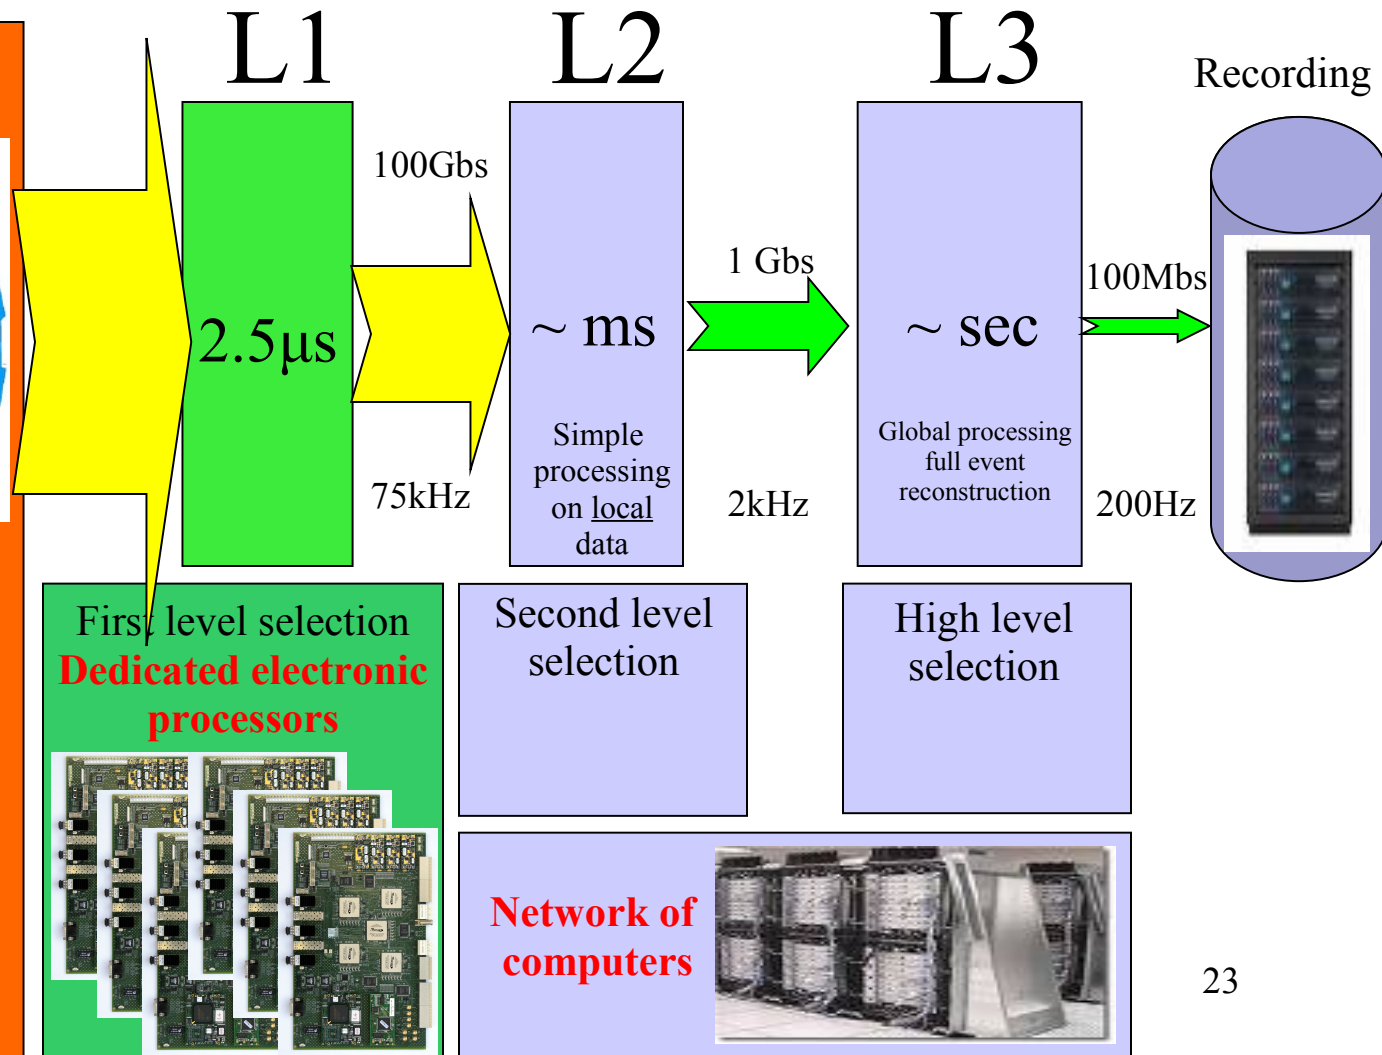 L1
L2
L3
Recording
100Gbs
1 Gbs
100Mbs
2.5μs
~ ms
~ sec
Simple
processing
on local
data
Global processing
full event
reconstruction
75kHz
2kHz
200Hz
First level selection
Dedicated electronic
processors
Second level
selection
High level
selection
Network of
computers
23